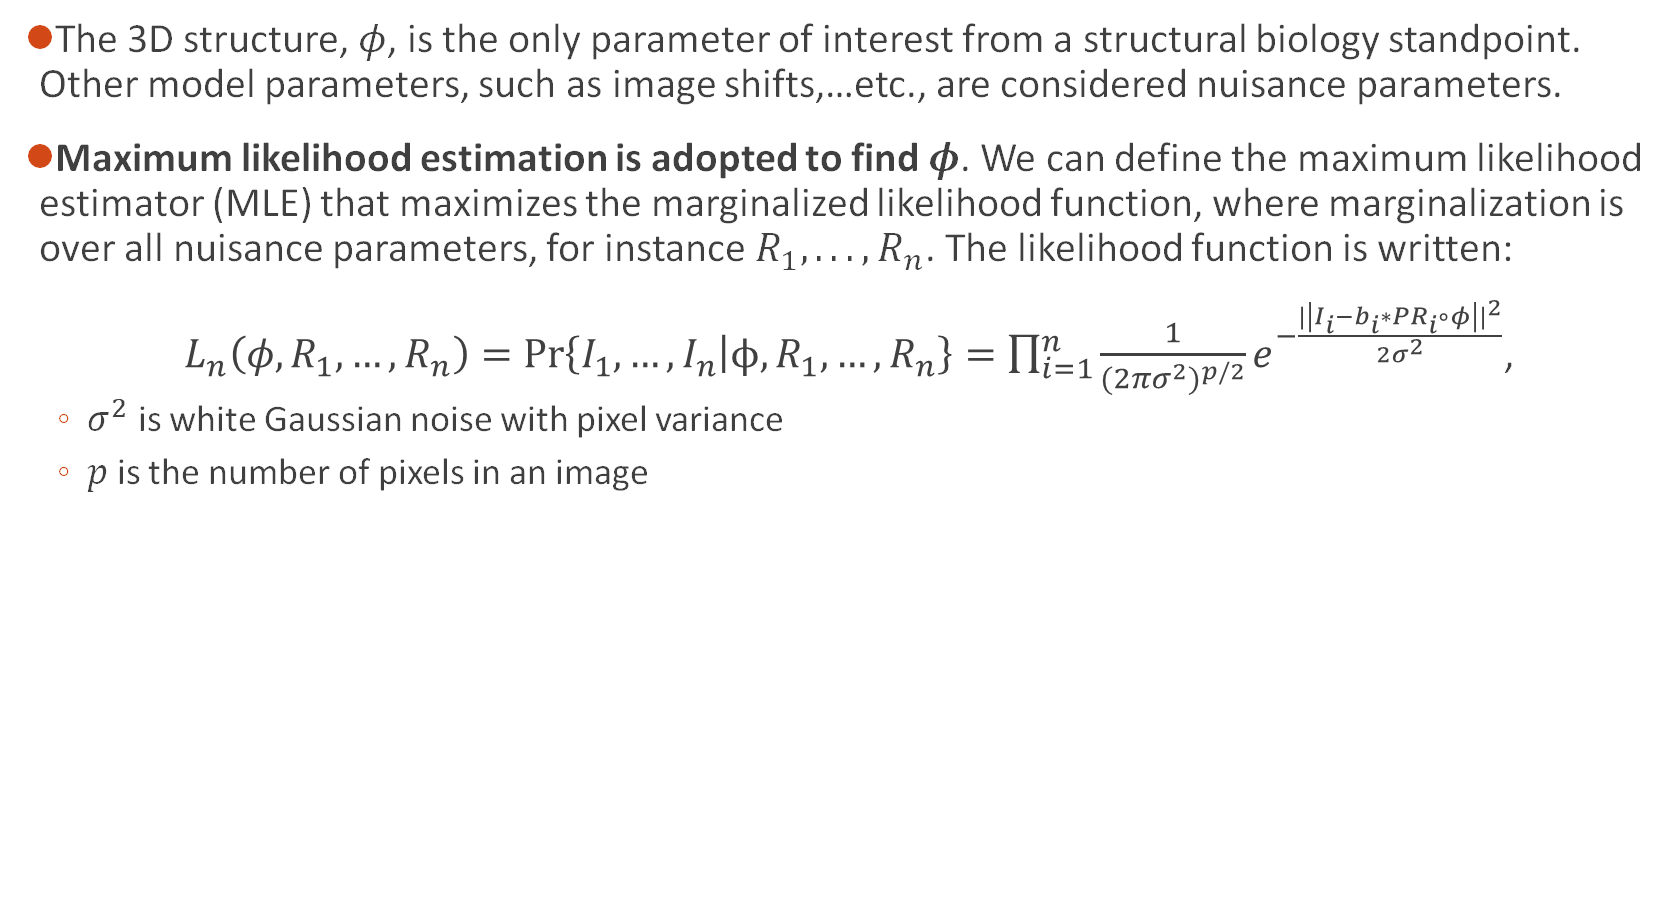 ●The 3D structure, ϕ, is the only parameter of interest from a structural biology standpoint.
Other model parameters, such as image shifts,…etc., are considered nuisance parameters.
●Maximum likelihood estimation is adopted to find ϕ. We can define the maximum likelihood
estimator (MLE) that maximizes the marginalized likelihood function, where marginalization is
over all nuisance parameters, for instance R₁,..., Rₙ. The likelihood function is written:
Lₙ(ϕ, R₁, … , Rₙ) = Pr{I₁, … , Iₙ|ϕ, R₁, … , Rₙ} = ∏ⁿᵢ₌₁ 1/(2πσ²)^{p/2} e^{−||Iᵢ−bᵢ∗PRᵢ∘ϕ||²/2σ²},
◦ σ² is white Gaussian noise with pixel variance
◦ p is the number of pixels in an image